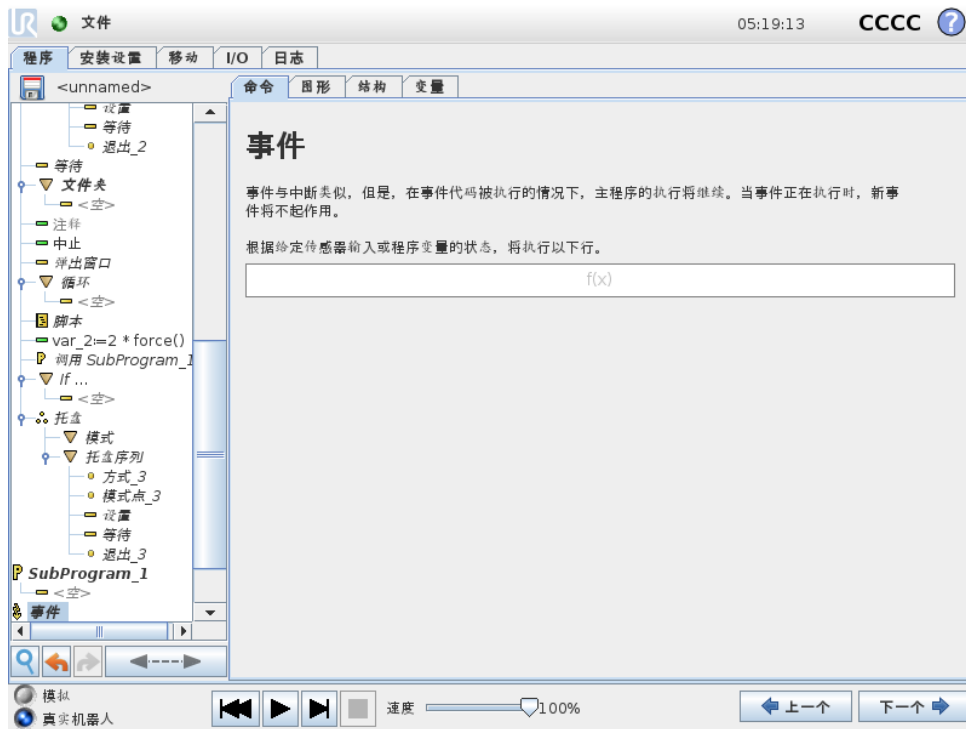 UR 文件 05:19:13 CCCC ?
程序 安装设置 移动 I/O 日志
<unnamed>
命令 图形 结构 变量
设置
等待
退出_2
等待
文件夹
<空>
注释
中止
弹出窗口
循环
<空>
脚本
var_2:=2 * force()
调用 SubProgram_1
If ...
<空>
托盘
模式
托盘序列
方式_3
模式点_3
设置
等待
退出_3
SubProgram_1
<空>
事件
事件
事件与中断类似，但是，在事件代码被执行的情况下，主程序的执行将继续。当事件正在执行时，新事
件将不起作用。
根据给定传感器输入或程序变量的状态，将执行以下行。
f(x)
模拟
真实机器人
速度 100%
上一个 下一个